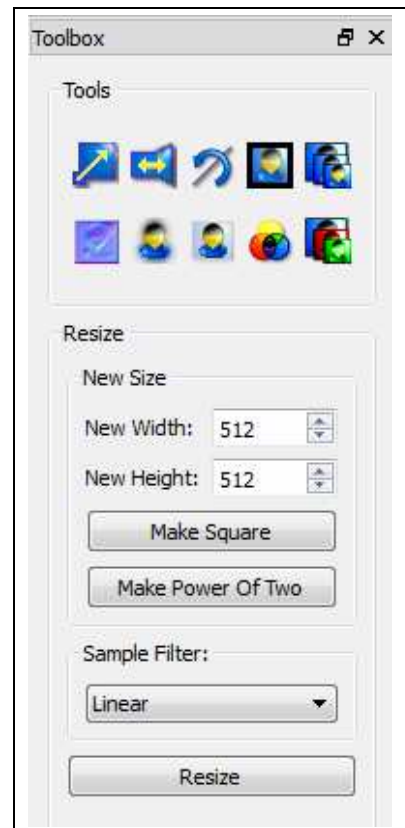 Toolbox
Tools
Resize
New Size
New Width: 512
New Height: 512
Make Square
Make Power Of Two
Sample Filter:
Linear
Resize